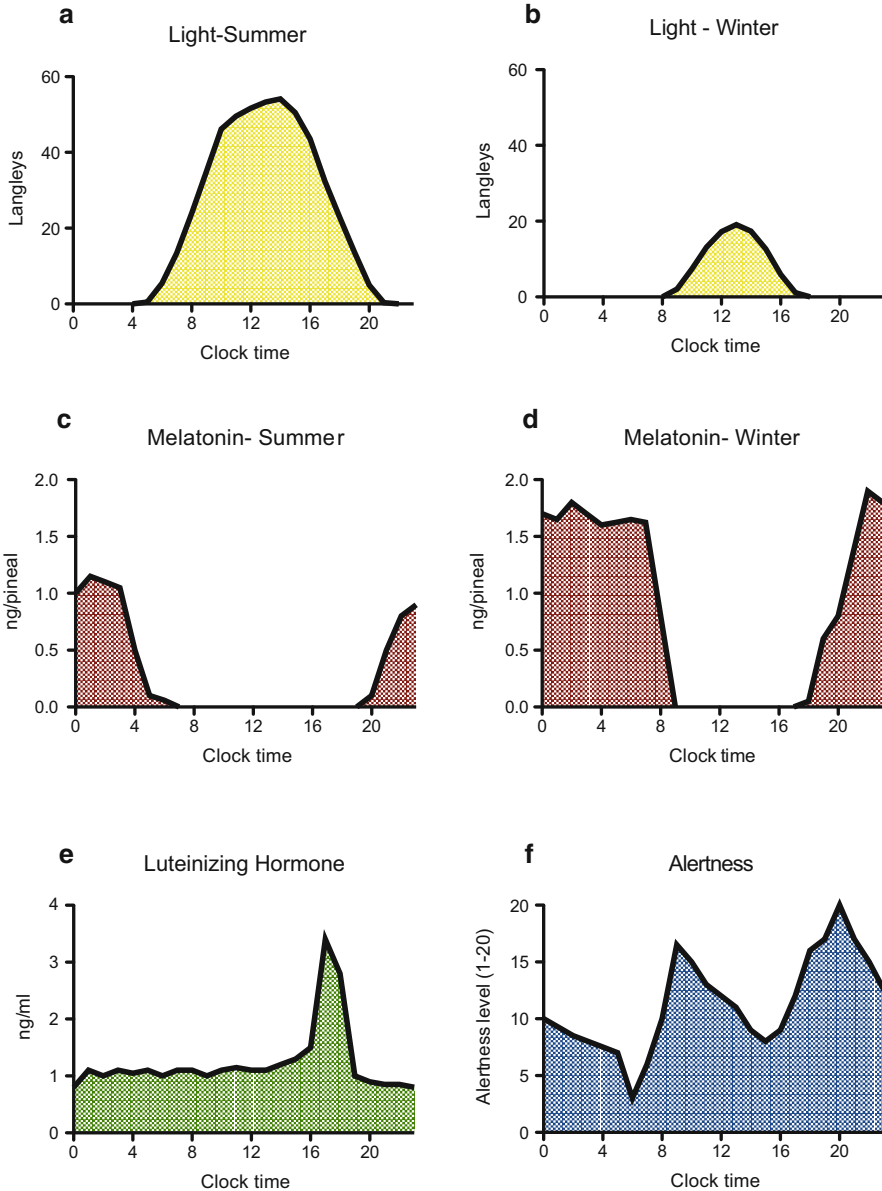 a
Light-Summer
60
40
20
0
Langleys
0 4 8 12 16 20
Clock time
b
Light - Winter
60
40
20
0
Langleys
0 4 8 12 16 20
Clock time
c
Melatonin- Summer
2.0
1.5
1.0
0.5
0.0
ng/pineal
0 4 8 12 16 20
Clock time
d
Melatonin- Winter
2.0
1.5
1.0
0.5
0.0
ng/pineal
0 4 8 12 16 20
Clock time
e
Luteinizing Hormone
4
3
2
1
0
ng/ml
0 4 8 12 16 20
Clock time
f
Alertness
20
15
10
5
0
Alertness level (1-20)
0 4 8 12 16 20
Clock time